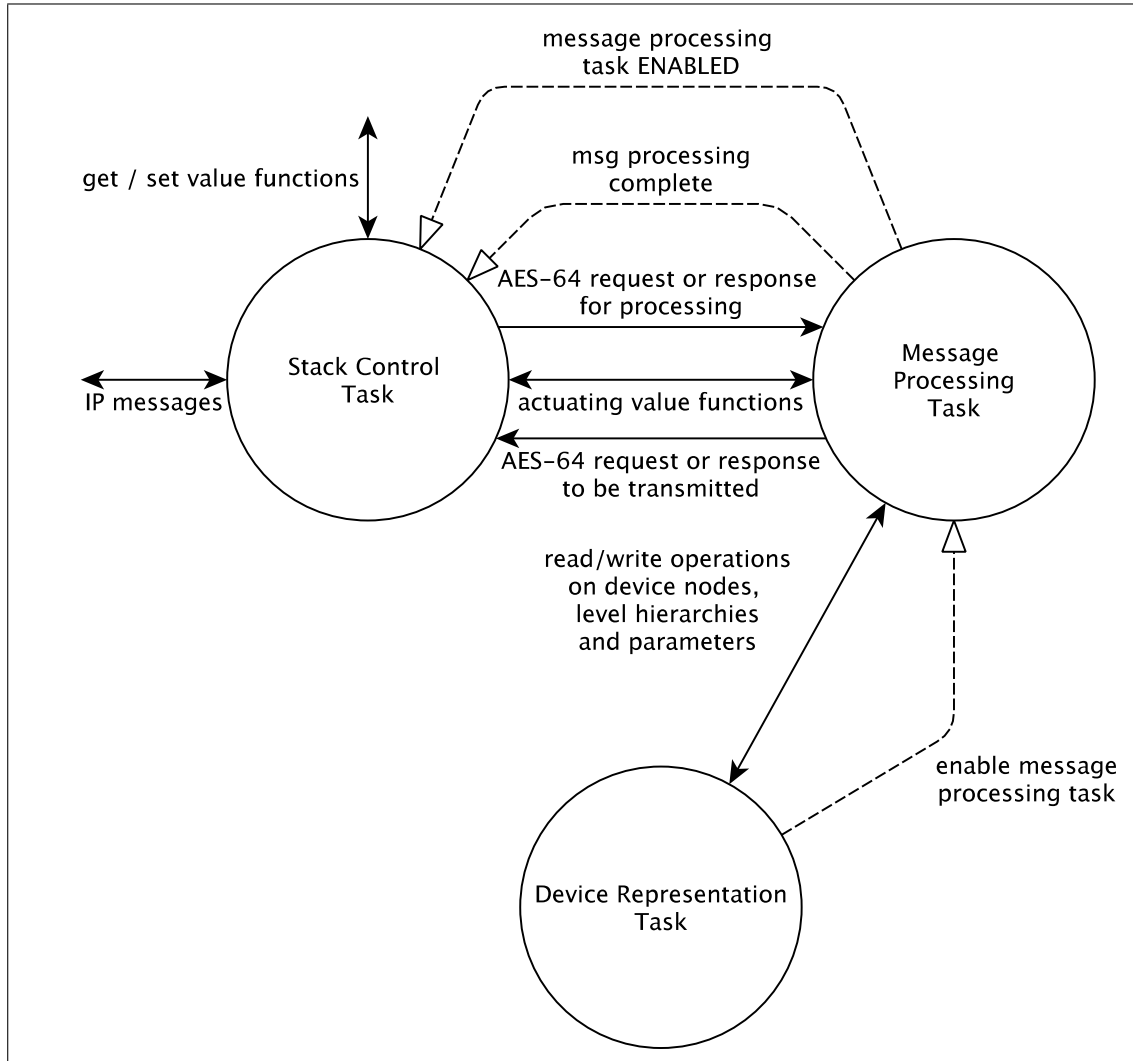 message processing
task ENABLED
msg processing
complete
get / set value functions
AES-64 request or response
for processing
Stack Control
Task
Message
Processing
Task
IP messages
actuating value functions
AES-64 request or response
to be transmitted
read/write operations
on device nodes,
level hierarchies
and parameters
enable message
processing task
Device Representation
Task